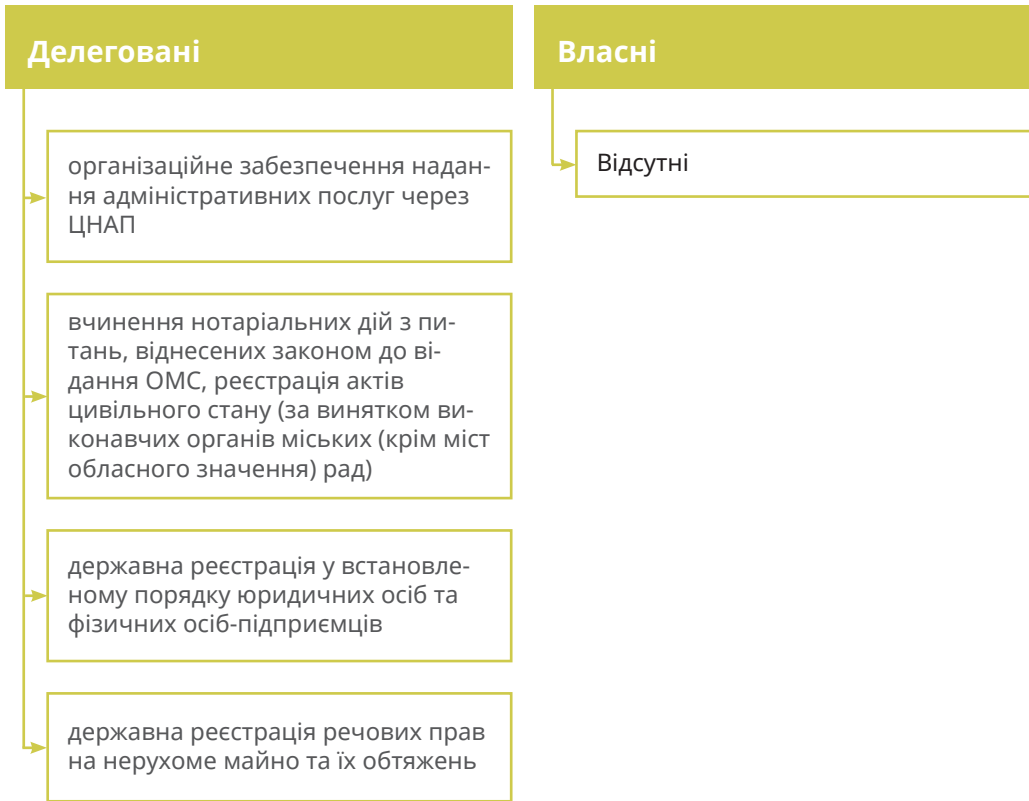 Делеговані
організаційне забезпечення надан-
ня адміністративних послуг через
ЦНАП
вчинення нотаріальних дій з пи-
тань, віднесених законом до ві-
дання ОМС, реєстрація актів
цивільного стану (за винятком ви-
конавчих органів міських (крім міст
обласного значення) рад)
державна реєстрація у встановле-
ному порядку юридичних осіб та
фізичних осіб-підприємців
державна реєстрація речових прав
на нерухоме майно та їх обтяжень
Власні
Відсутні